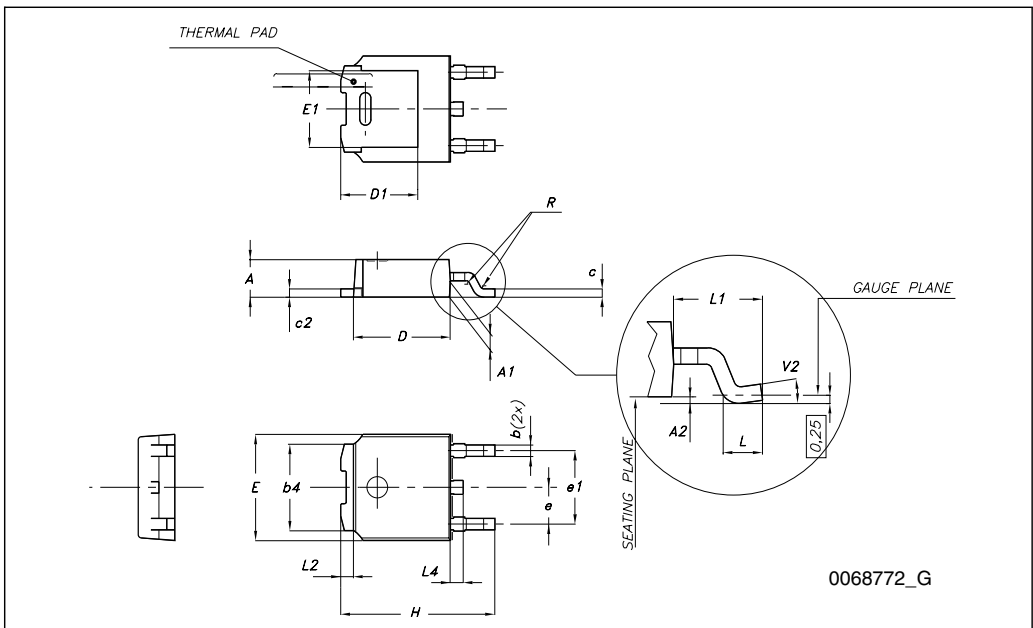 THERMAL PAD
E1
D1
R
A
c
c2
D
A1
L1
GAUGE PLANE
V2
A2
L
0,25
SEATING PLANE
b(2x)
E
b4
e
e1
L2
L4
H
0068772_G